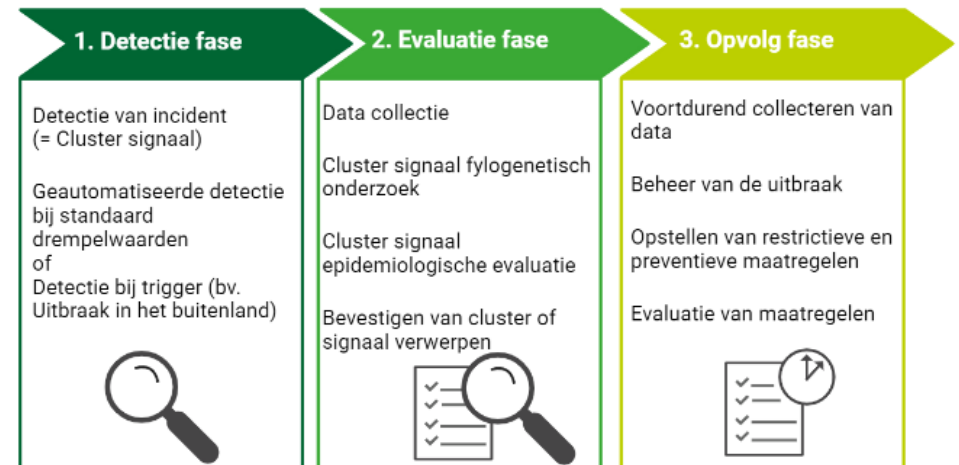 1. Detectie fase
Detectie van incident
(= Cluster signaal)
Geautomatiseerde detectie
bij standaard
drempelwaarden
of
Detectie bij trigger (bv.
Uitbraak in het buitenland)
2. Evaluatie fase
Data collectie
Cluster signaal fylogenetisch
onderzoek
Cluster signaal
epidemiologische evaluatie
Bevestigen van cluster of
signaal verwerpen
3. Opvolg fase
Voortdurend collecteren van
data
Beheer van de uitbraak
Opstellen van restrictieve en
preventieve maatregelen
Evaluatie van maatregelen